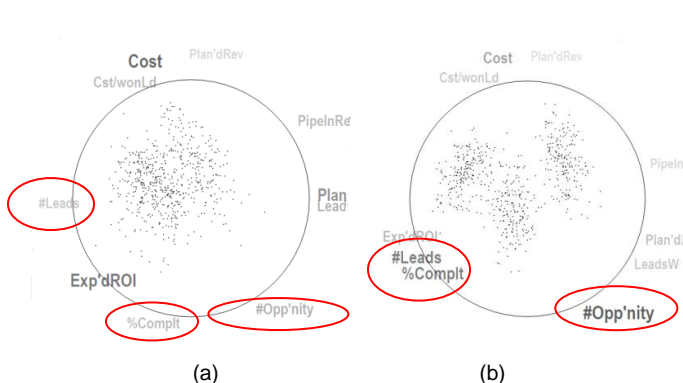 Plan'dRev
Cost
Cst/wonLd
PipeInRe
#Leads
Plan
Lead
Exp'dROI
#Opp'nity
%Complt
(a)
Plan'dRev
Cost
Cst/wonLd
PipeIn
Exp'dROI
Plan'd
#Leads
LeadsW
%Complt
#Opp'nity
(b)